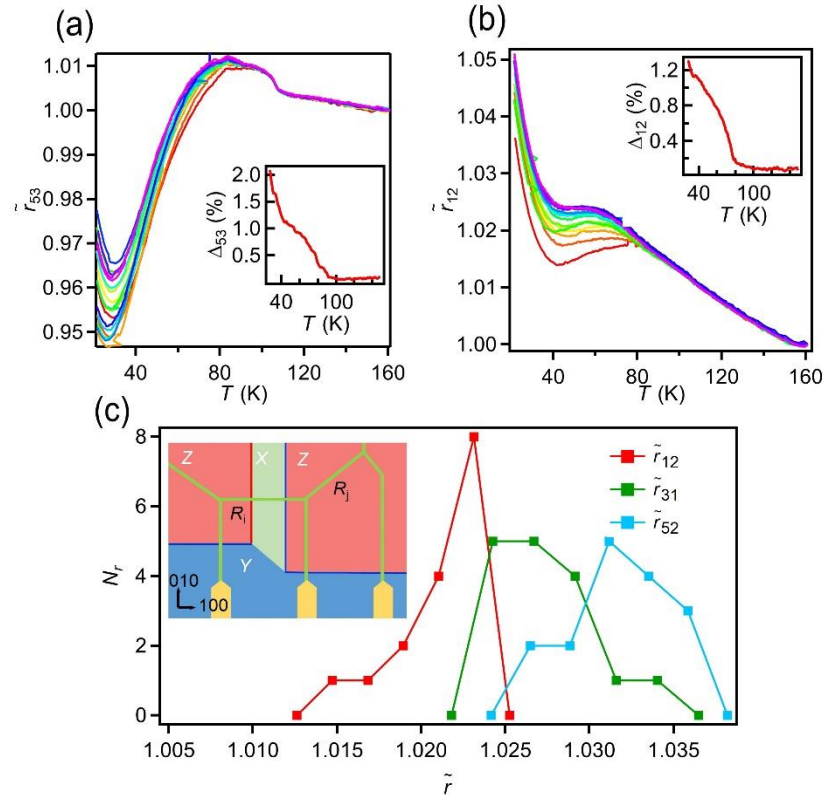 (a)
1.01
1.00
0.99
0.98
0.97
0.96
0.95
r̃53
40 80 120 160
T (K)
2.0
1.5
1.0
0.5
Δ53 (%)
40 100
T (K)
(b)
1.05
1.04
1.03
1.02
1.01
1.00
r̃12
40 80 120 160
T (K)
1.2
0.8
0.4
Δ12 (%)
40 100
T (K)
(c)
8
6
4
2
0
Nr
Z X Z
Ri Rj
Y
010
100
r̃12
r̃31
r̃52
1.005 1.010 1.015 1.020 1.025 1.030 1.035
r̃